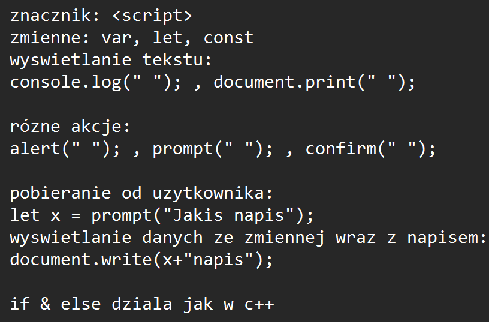 znacznik: <script>
zmienne: var, let, const
wyswietlanie tekstu:
console.log(" "); , document.print(" ");
rózne akcje:
alert(" "); , prompt(" "); , confirm(" ");
pobieranie od uzytkownika:
let x = prompt("Jakis napis");
wyswietlanie danych ze zmiennej wraz z napisem:
document.write(x+"napis");
if & else dziala jak w c++